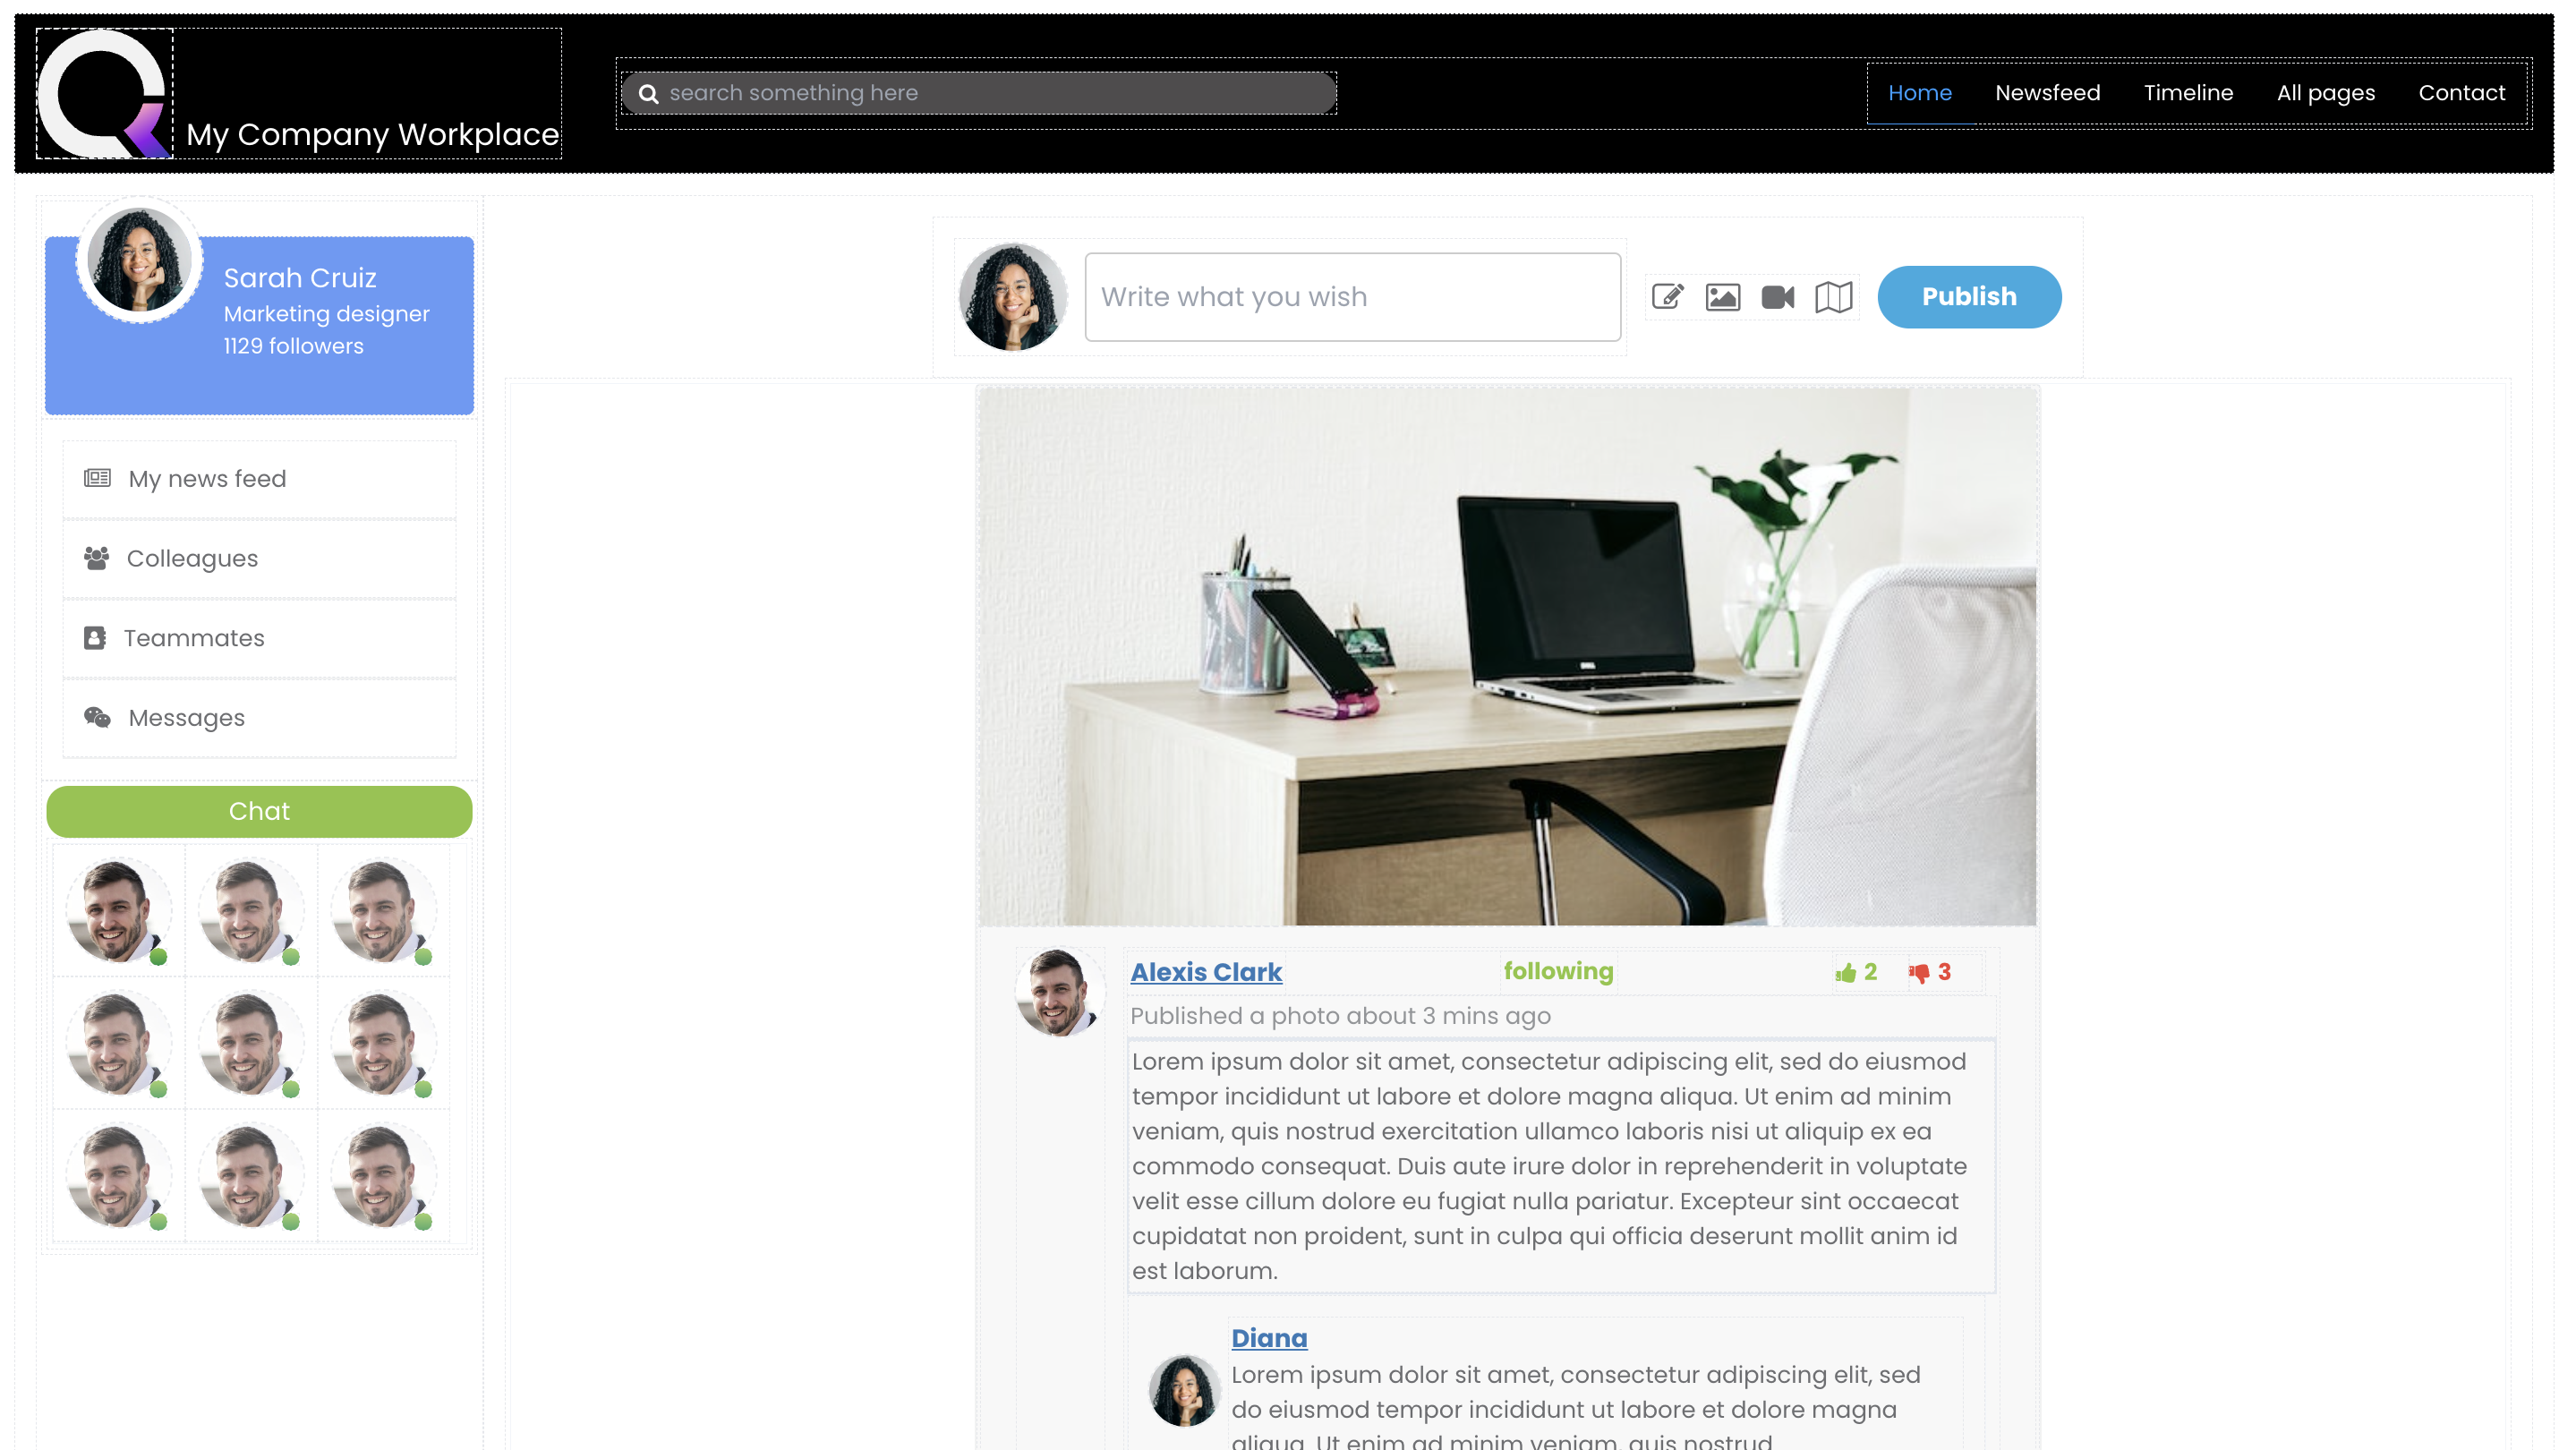 My Company Workplace
search something here
Home Newsfeed Timeline All pages Contact
Sarah Cruiz
Marketing designer
1129 followers
My news feed
Colleagues
Teammates
Messages
Chat
Write what you wish
Publish
Alexis Clark following 2 3
Published a photo about 3 mins ago
Lorem ipsum dolor sit amet, consectetur adipiscing elit, sed do eiusmod
tempor incididunt ut labore et dolore magna aliqua. Ut enim ad minim
veniam, quis nostrud exercitation ullamco laboris nisi ut aliquip ex ea
commodo consequat. Duis aute irure dolor in reprehenderit in voluptate
velit esse cillum dolore eu fugiat nulla pariatur. Excepteur sint occaecat
cupidatat non proident, sunt in culpa qui officia deserunt mollit anim id
est laborum.
Diana
Lorem ipsum dolor sit amet, consectetur adipiscing elit, sed
do eiusmod tempor incididunt ut labore et dolore magna
aliqua. Ut enim ad minim veniam, quis nostrud